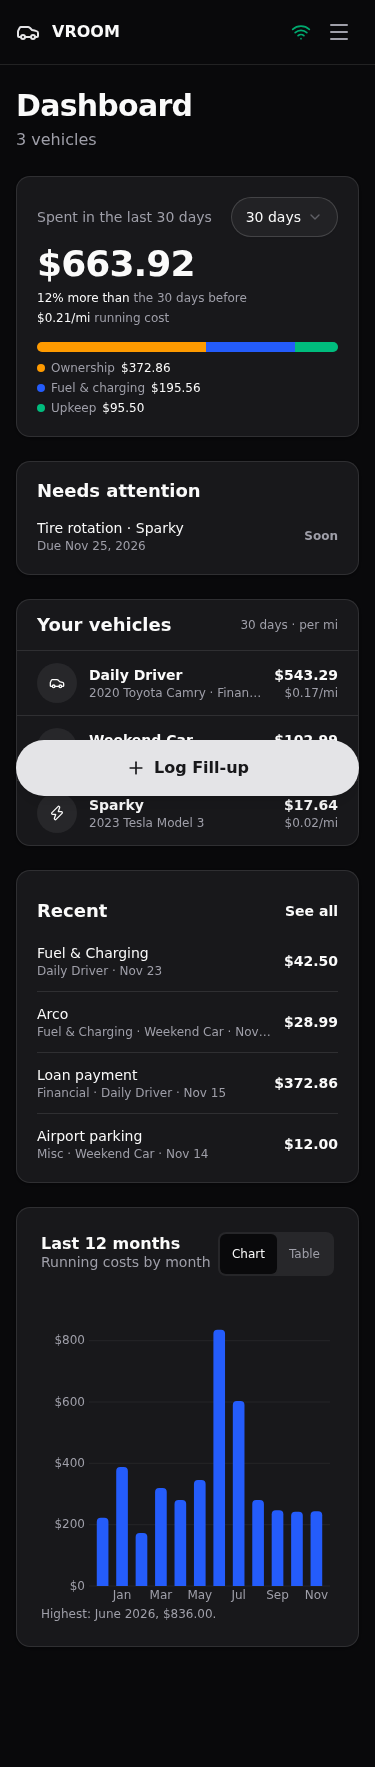 VROOM
Dashboard
3 vehicles
Spent in the last 30 days
30 days
$663.92
12% more than the 30 days before
$0.21/mi running cost
Ownership $372.86
Fuel & charging $195.56
Upkeep $95.50
Needs attention
Tire rotation · Sparky
Due Nov 25, 2026
Soon
Your vehicles
30 days · per mi
Daily Driver
$543.29
2020 Toyota Camry · Finan...
$0.17/mi
Weekend Car
$102.99
Log Fill-up
Sparky
$17.64
2023 Tesla Model 3
$0.02/mi
Recent
See all
Fuel & Charging
Daily Driver · Nov 23
$42.50
Arco
Fuel & Charging · Weekend Car · Nov...
$28.99
Loan payment
Financial · Daily Driver · Nov 15
$372.86
Airport parking
Misc · Weekend Car · Nov 14
$12.00
Last 12 months
Running costs by month
Chart
Table
$800
$600
$400
$200
$0
Jan Mar May Jul Sep Nov
Highest: June 2026, $836.00.